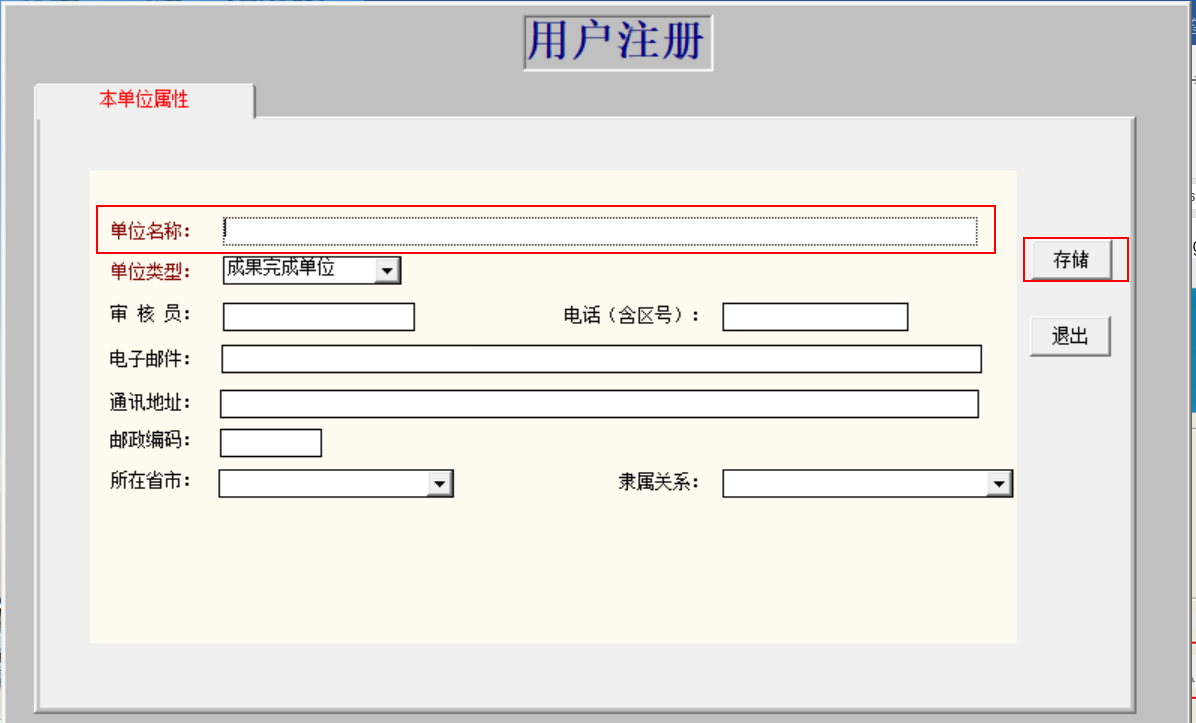 用户注册
本单位属性
单位名称：
存储
单位类型： 成果完成单位
审 核 员： 电话（含区号）：
退出
电子邮件：
通讯地址：
邮政编码：
所在省市： 隶属关系：